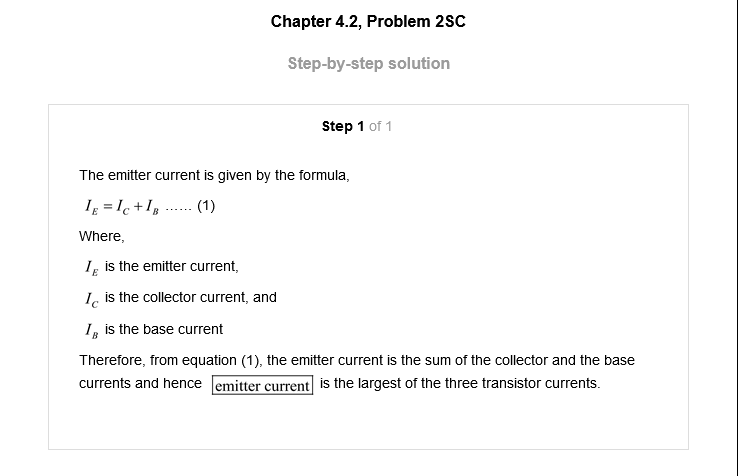 Chapter 4.2, Problem 2SC
Step-by-step solution
Step 1 of 1
The emitter current is given by the formula,
I_E = I_C + I_B ...... (1)
Where,
I_E is the emitter current,
I_C is the collector current, and
I_B is the base current
Therefore, from equation (1), the emitter current is the sum of the collector and the base
currents and hence emitter current is the largest of the three transistor currents.